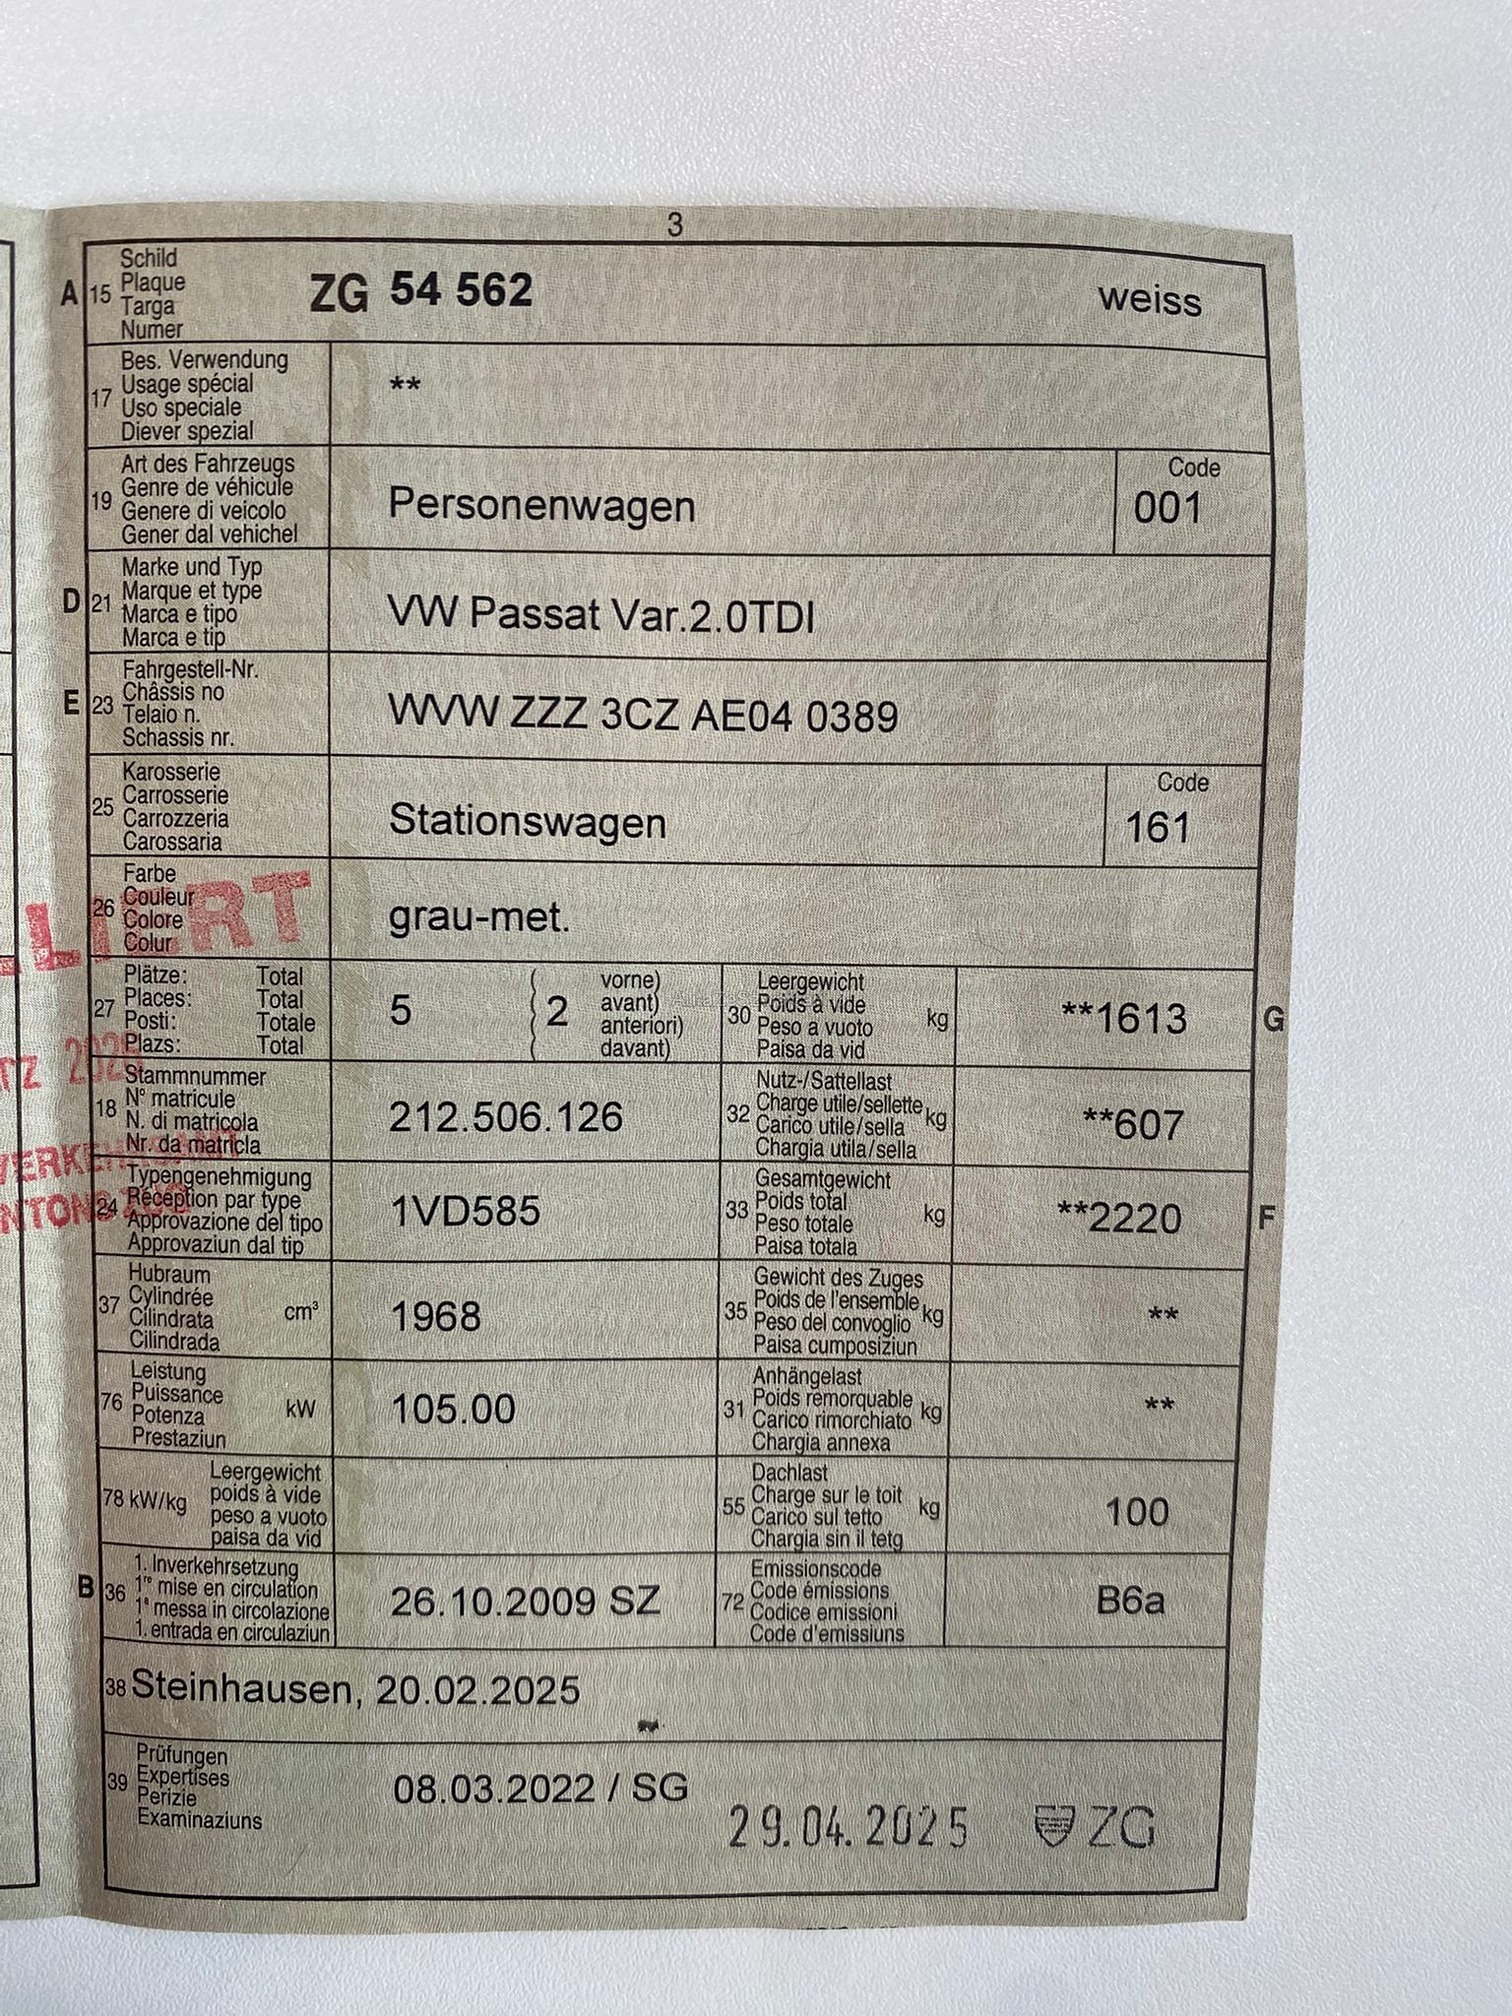 3
A 15 Schild
Plaque
Targa
Numer
ZG 54 562 weiss
17 Bes. Verwendung
Usage spécial
Uso speciale
Diever spezial
**
19 Art des Fahrzeugs
Genre de véhicule
Genere di veicolo
Gener dal vehichel
Personenwagen
Code
001
D 21 Marke und Typ
Marque et type
Marca e tipo
Marca e tip
VW Passat Var.2.0TDI
E 23 Fahrgestell-Nr.
Châssis no
Telaio n.
Schassis nr.
WVW ZZZ 3CZ AE04 0389
25 Karosserie
Carrosserie
Carrozzeria
Carossaria
Stationswagen
Code
161
26 Farbe
Couleur
Colore
Colur
grau-met.
LLIERT
27 Plätze: Total
Places: Total
Posti: Totale
Plazs: Total
5 2 vorne)
avant)
anteriori)
davant)
30 Leergewicht
Poids à vide
Peso a vuoto
Paisa da vid
kg
**1613 G
18 Stammnummer
N° matricule
N. di matricola
Nr. da matricla
212.506.126
32 Nutz-/Sattellast
Charge utile/sellette
Carico utile/sella
Chargia utila/sella
kg
**607
24 Typengenehmigung
Réception par type
Approvazione del tipo
Approvaziun dal tip
1VD585
33 Gesamtgewicht
Poids total
Peso totale
Paisa totala
kg
**2220 F
37 Hubraum
Cylindrée
Cilindrata
Cilindrada
cm³
1968
35 Gewicht des Zuges
Poids de l'ensemble
Peso del convoglio
Paisa cumposiziun
kg
**
76 Leistung
Puissance
Potenza
Prestaziun
kW
105.00
31 Anhängelast
Poids remorquable
Carico rimorchiato
Chargia annexa
kg
**
78 kW/kg Leergewicht
poids à vide
peso a vuoto
paisa da vid
55 Dachlast
Charge sur le toit
Carico sul tetto
Chargia sin il tetg
kg
100
B 36 1. Inverkehrsetzung
1re mise en circulation
1a messa in circolazione
1. entrada en circulaziun
26.10.2009 SZ
72 Emissionscode
Code émissions
Codice emissioni
Code d'emissiuns
B6a
38 Steinhausen, 20.02.2025
39 Prüfungen
Expertises
Perizie
Examinaziuns
08.03.2022 / SG
29.04.2025 ZG